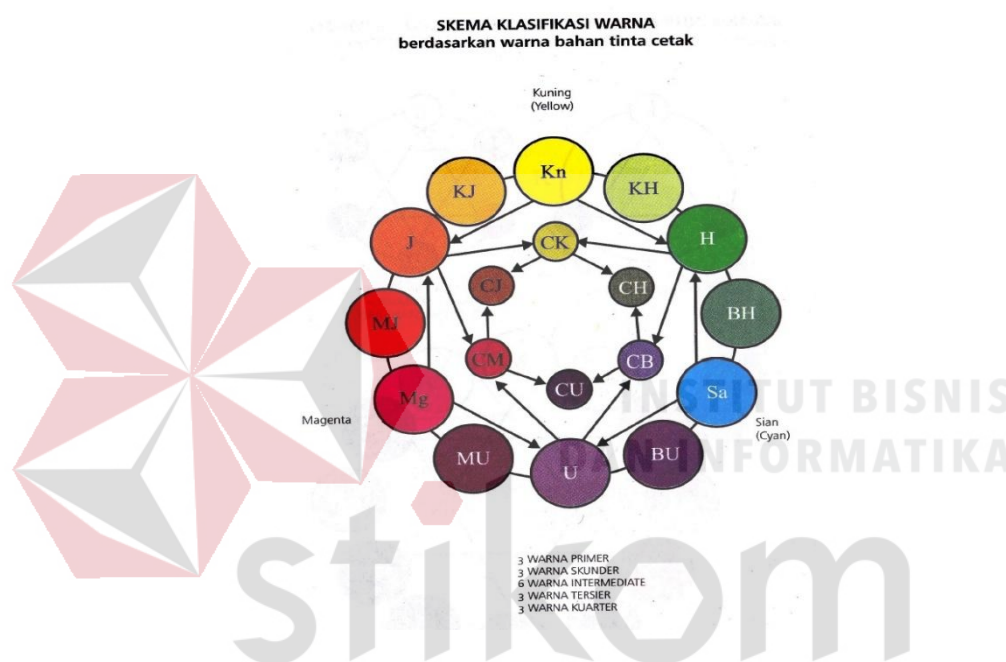 SKEMA KLASIFIKASI WARNA
berdasarkan warna bahan tinta cetak
Kuning
(Yellow)
Kn
KJ
KH
J
H
CK
CJ
CH
MJ
BH
CM
CB
CU
Mg
Sa
Magenta
Sian
(Cyan)
MU
U
BU
INSTITUT BISNIS
DAN INFORMATIKA
stikom
3 WARNA PRIMER
3 WARNA SKUNDER
6 WARNA INTERMEDIATE
3 WARNA TERSIER
3 WARNA KUARTER